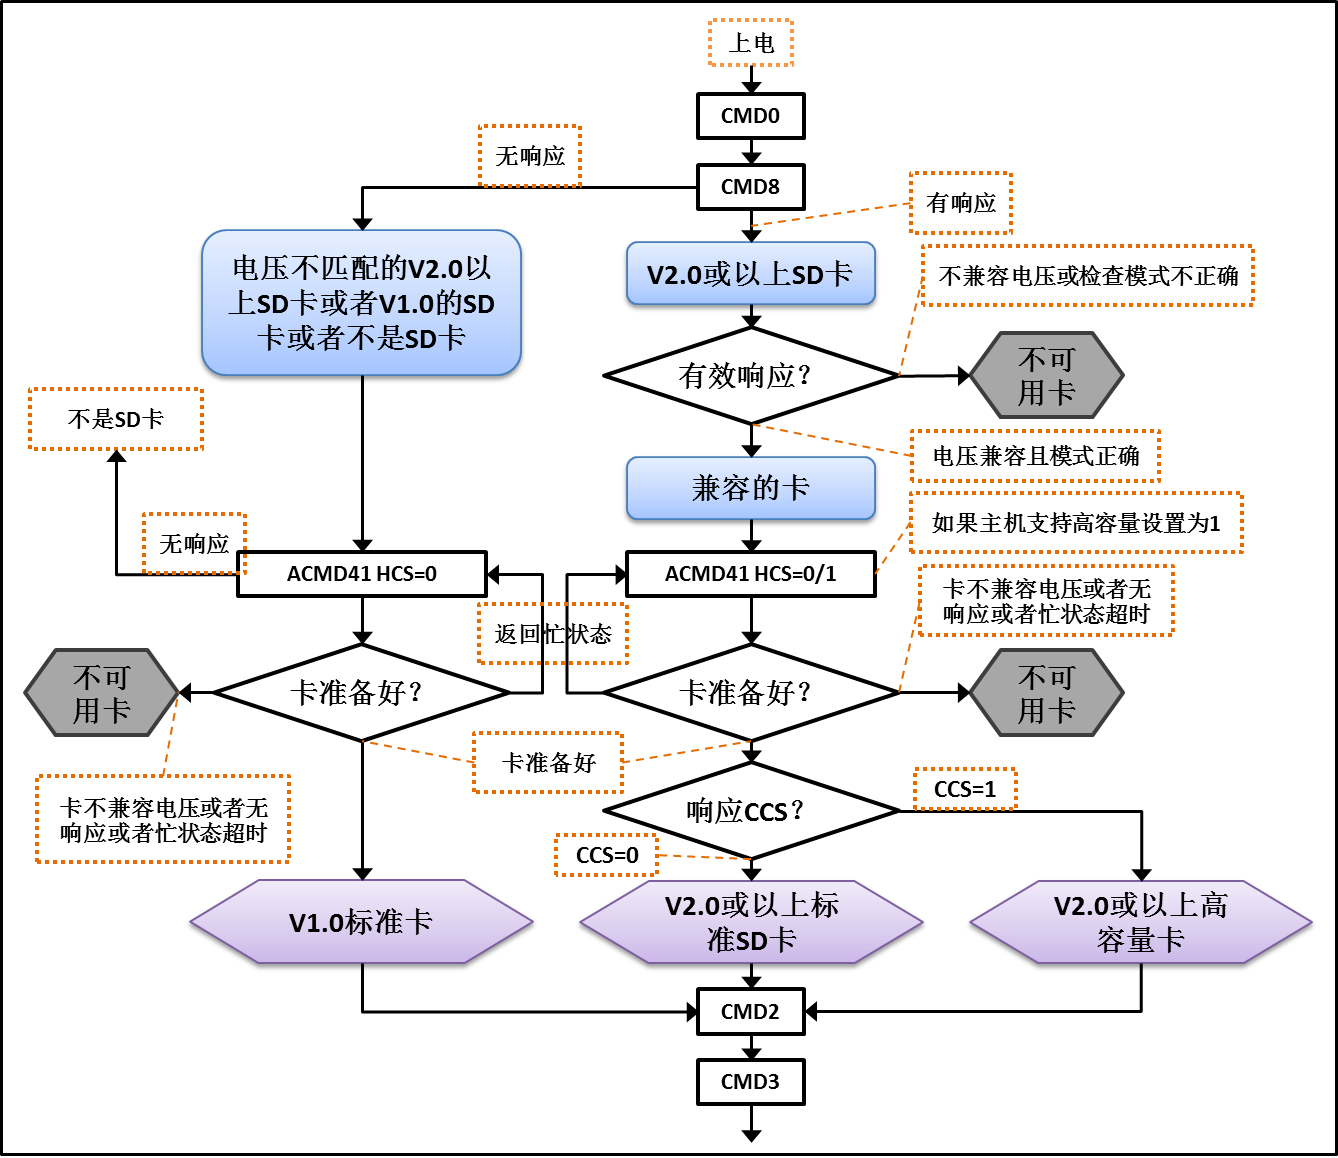 上电
CMD0
无响应
CMD8
有响应
电压不匹配的V2.0以
上SD卡或者V1.0的SD
卡或者不是SD卡
V2.0或以上SD卡
不兼容电压或检查模式不正确
有效响应？
不可
用卡
不是SD卡
电压兼容且模式正确
兼容的卡
如果主机支持高容量设置为1
无响应
ACMD41 HCS=0
ACMD41 HCS=0/1
卡不兼容电压或者无
响应或者忙状态超时
返回忙状态
不可
用卡
卡准备好？
卡准备好？
不可
用卡
卡准备好
卡不兼容电压或者无
响应或者忙状态超时
响应CCS？
CCS=1
CCS=0
V1.0标准卡
V2.0或以上标
准SD卡
V2.0或以上高
容量卡
CMD2
CMD3